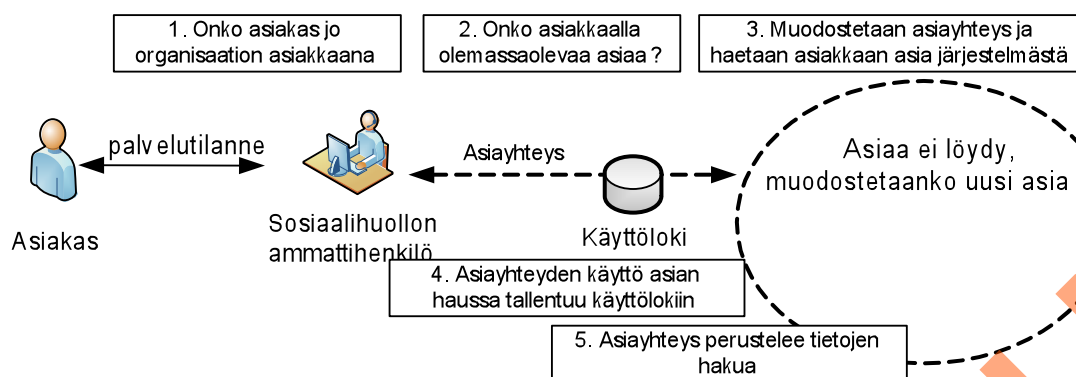 1. Onko asiakas jo
organisaation asiakkaana
2. Onko asiakkaalla
olemassaolevaa asiaa ?
3. Muodostetaan asiayhteys ja
haetaan asiakkaan asia järjestelmästä
palvelutilanne
Asiayhteys
Asiaa ei löydy,
muodostetaanko uusi asia
Asiakas
Sosiaalihuollon
ammattihenkilö
Käyttöloki
4. Asiayhteyden käyttö asian
haussa tallentuu käyttölokiin
5. Asiayhteys perustelee tietojen
hakua